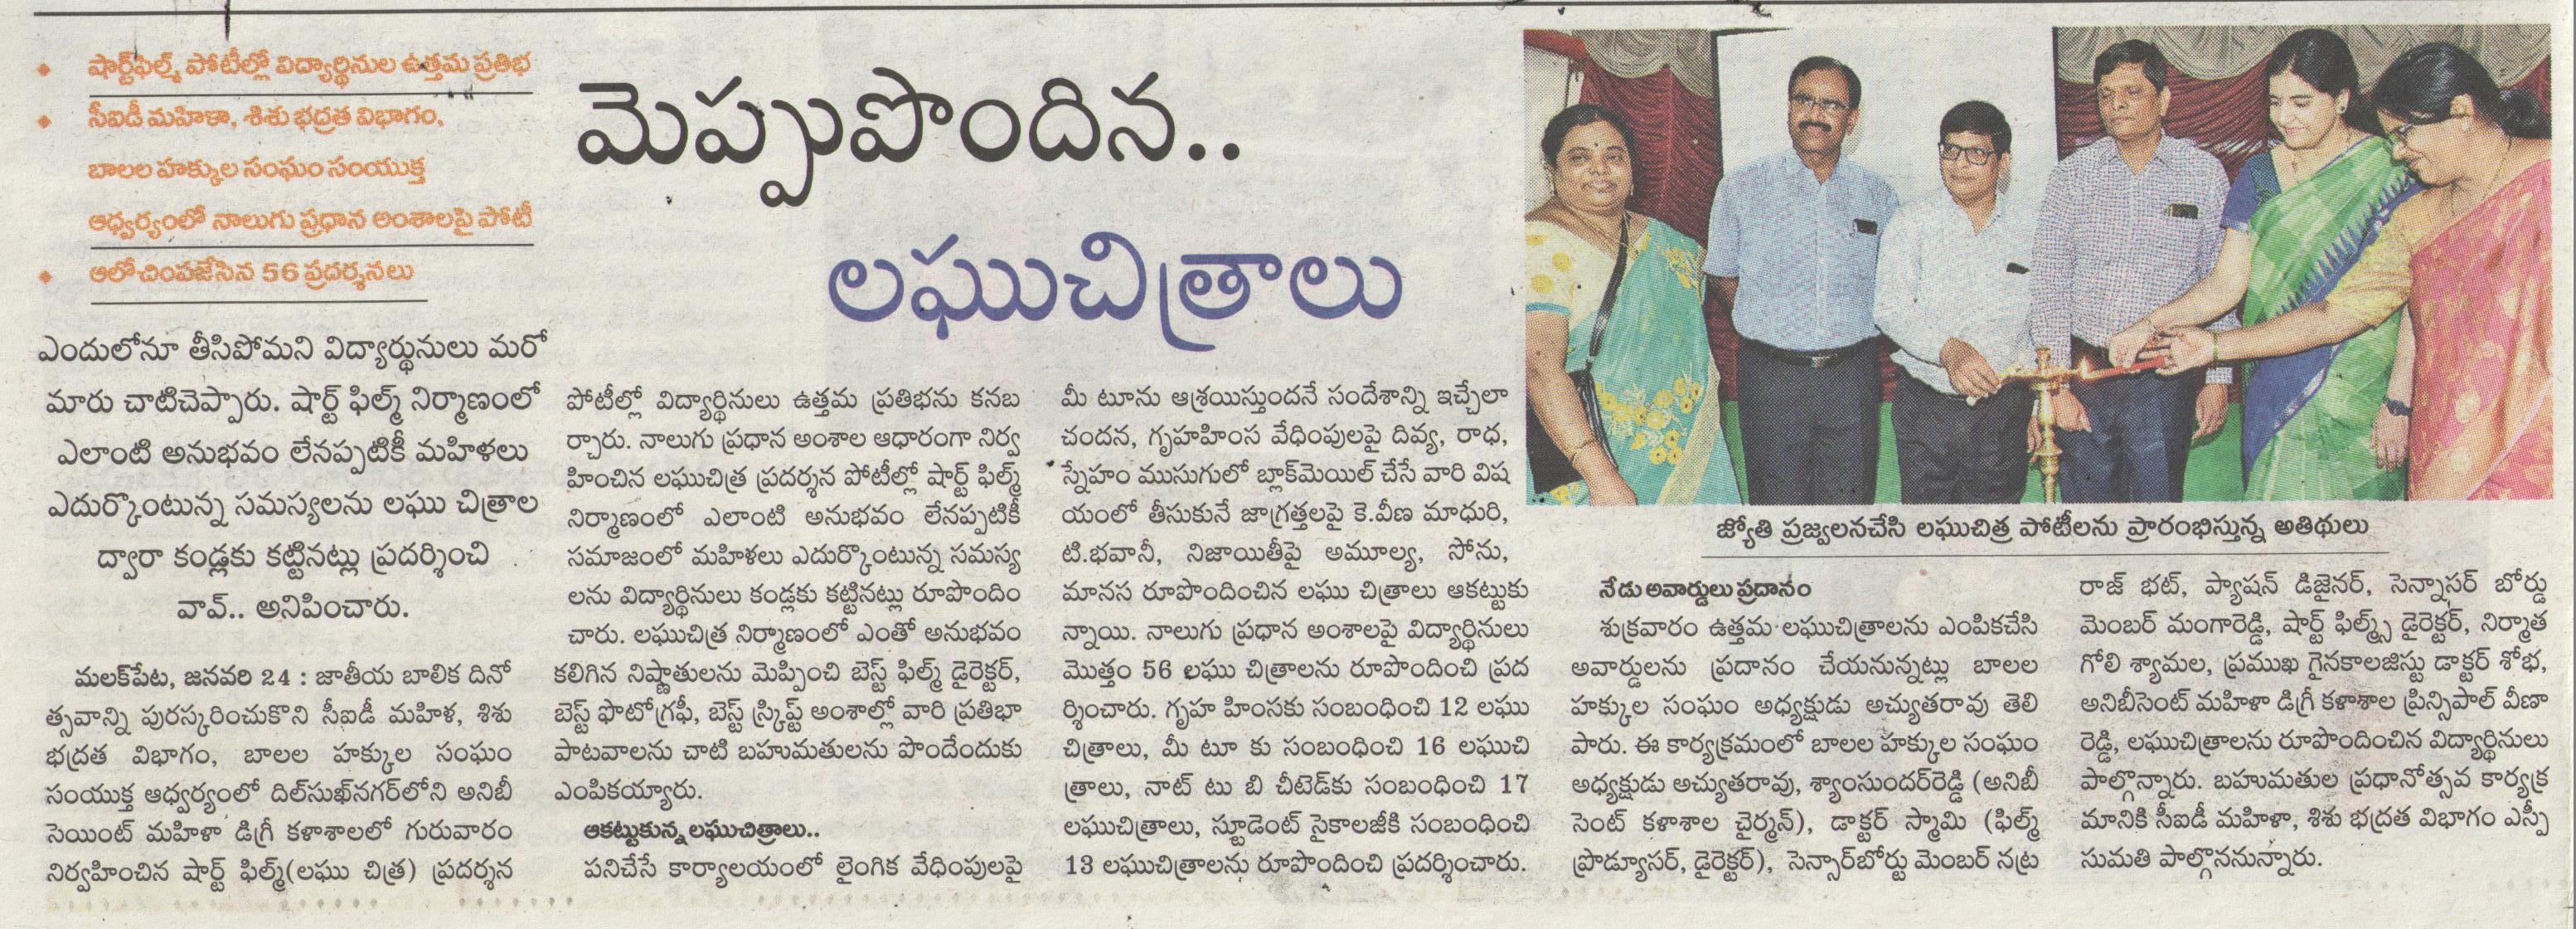 షార్ట్‌ఫిల్మ్ పోటీల్లో విద్యార్థినుల ఉత్తమ ప్రతిభ
సీఐడీ మహిళా, శిశు భద్రత విభాగం,
బాలల హక్కుల సంఘం సంయుక్త
ఆధ్వర్యంలో నాలుగు ప్రధాన అంశాలపై పోటీ
ఆలోచింపజేసిన 56 ప్రదర్శనలు
మెప్పుపొందిన..
లఘుచిత్రాలు
ఎందులోనూ తీసిపోమని విద్యార్థునులు మరో
మారు చాటిచెప్పారు. షార్ట్ ఫిల్మ్ నిర్మాణంలో
ఎలాంటి అనుభవం లేనప్పటికీ మహిళలు
ఎదుర్కొంటున్న సమస్యలను లఘు చిత్రాల
ద్వారా కండ్లకు కట్టినట్లు ప్రదర్శించి
వావ్.. అనిపించారు.
మలక్‌పేట, జనవరి 24 : జాతీయ బాలిక దినో
త్సవాన్ని పురస్కరించుకొని సీఐడీ మహిళ, శిశు
భద్రత విభాగం, బాలల హక్కుల సంఘం
సంయుక్త ఆధ్వర్యంలో దిల్‌సుఖ్‌నగర్‌లోని అనిబీ
సెయింట్ మహిళా డిగ్రీ కళాశాలలో గురువారం
నిర్వహించిన షార్ట్ ఫిల్మ్(లఘు చిత్ర) ప్రదర్శన
పోటీల్లో విద్యార్థినులు ఉత్తమ ప్రతిభను కనబ
ర్చారు. నాలుగు ప్రధాన అంశాల ఆధారంగా నిర్వ
హించిన లఘుచిత్ర ప్రదర్శన పోటీల్లో షార్ట్ ఫిల్మ్
నిర్మాణంలో ఎలాంటి అనుభవం లేనప్పటికీ
సమాజంలో మహిళలు ఎదుర్కొంటున్న సమస్య
లను విద్యార్థినులు కండ్లకు కట్టినట్లు రూపొందిం
చారు. లఘుచిత్ర నిర్మాణంలో ఎంతో అనుభవం
కలిగిన నిష్ణాతులను మెప్పించి బెస్ట్ ఫిల్మ్ డైరెక్టర్,
బెస్ట్ ఫొటోగ్రఫీ, బెస్ట్ స్క్రిప్ట్ అంశాల్లో వారి ప్రతిభా
పాటవాలను చాటి బహుమతులను పొందేందుకు
ఎంపికయ్యారు.
ఆకట్టుకున్న లఘుచిత్రాలు..
పనిచేసే కార్యాలయంలో లైంగిక వేధింపులపై
మీ టూను ఆశ్రయిస్తుందనే సందేశాన్ని ఇచ్చేలా
చందన, గృహహింస వేధింపులపై దివ్య, రాధ,
స్నేహం ముసుగులో బ్లాక్‌మెయిల్ చేసే వారి విష
యంలో తీసుకునే జాగ్రత్తలపై కె.వీణ మాధురి,
టి.భవానీ, నిజాయితీపై అమూల్య, సోను,
మానస రూపొందించిన లఘు చిత్రాలు ఆకట్టుకు
న్నాయి. నాలుగు ప్రధాన అంశాలపై విద్యార్థినులు
మొత్తం 56 లఘు చిత్రాలను రూపొందించి ప్రద
ర్శించారు. గృహ హింసకు సంబంధించి 12 లఘు
చిత్రాలు, మీ టూ కు సంబంధించి 16 లఘుచి
త్రాలు, నాట్ టు బి చీటెడ్‌కు సంబంధించి 17
లఘుచిత్రాలు, స్టూడెంట్ సైకాలజీకి సంబంధించి
13 లఘుచిత్రాలను రూపొందించి ప్రదర్శించారు.
జ్యోతి ప్రజ్వలనచేసి లఘుచిత్ర పోటీలను ప్రారంభిస్తున్న అతిథులు
నేడు అవార్డులు ప్రదానం
శుక్రవారం ఉత్తమ లఘుచిత్రాలను ఎంపికచేసి
అవార్డులను ప్రదానం చేయనున్నట్లు బాలల
హక్కుల సంఘం అధ్యక్షుడు అచ్యుతరావు తెలి
పారు. ఈ కార్యక్రమంలో బాలల హక్కుల సంఘం
అధ్యక్షుడు అచ్యుతరావు, శ్యాంసుందర్‌రెడ్డి (అనిబీ
సెంట్ కళాశాల చైర్మన్), డాక్టర్ స్వామి (ఫిల్మ్
ప్రొడ్యూసర్, డైరెక్టర్), సెన్సార్‌బోర్డు మెంబర్ నట్ర
రాజ్ భట్, ప్యాషన్ డిజైనర్, సెన్నాసర్ బోర్డు
మెంబర్ మంగారెడ్డి, షార్ట్ ఫిల్మ్స్ డైరెక్టర్, నిర్మాత
గోలి శ్యామల, ప్రముఖ గైనకాలజిస్టు డాక్టర్ శోభ,
అనిబీసెంట్ మహిళా డిగ్రీ కళాశాల ప్రిన్సిపాల్ వీణా
రెడ్డి, లఘుచిత్రాలను రూపొందించిన విద్యార్థినులు
పాల్గొన్నారు. బహుమతుల ప్రధానోత్సవ కార్యక్ర
మానికి సీఐడీ మహిళా, శిశు భద్రత విభాగం ఎస్పీ
సుమతి పాల్గొననున్నారు.